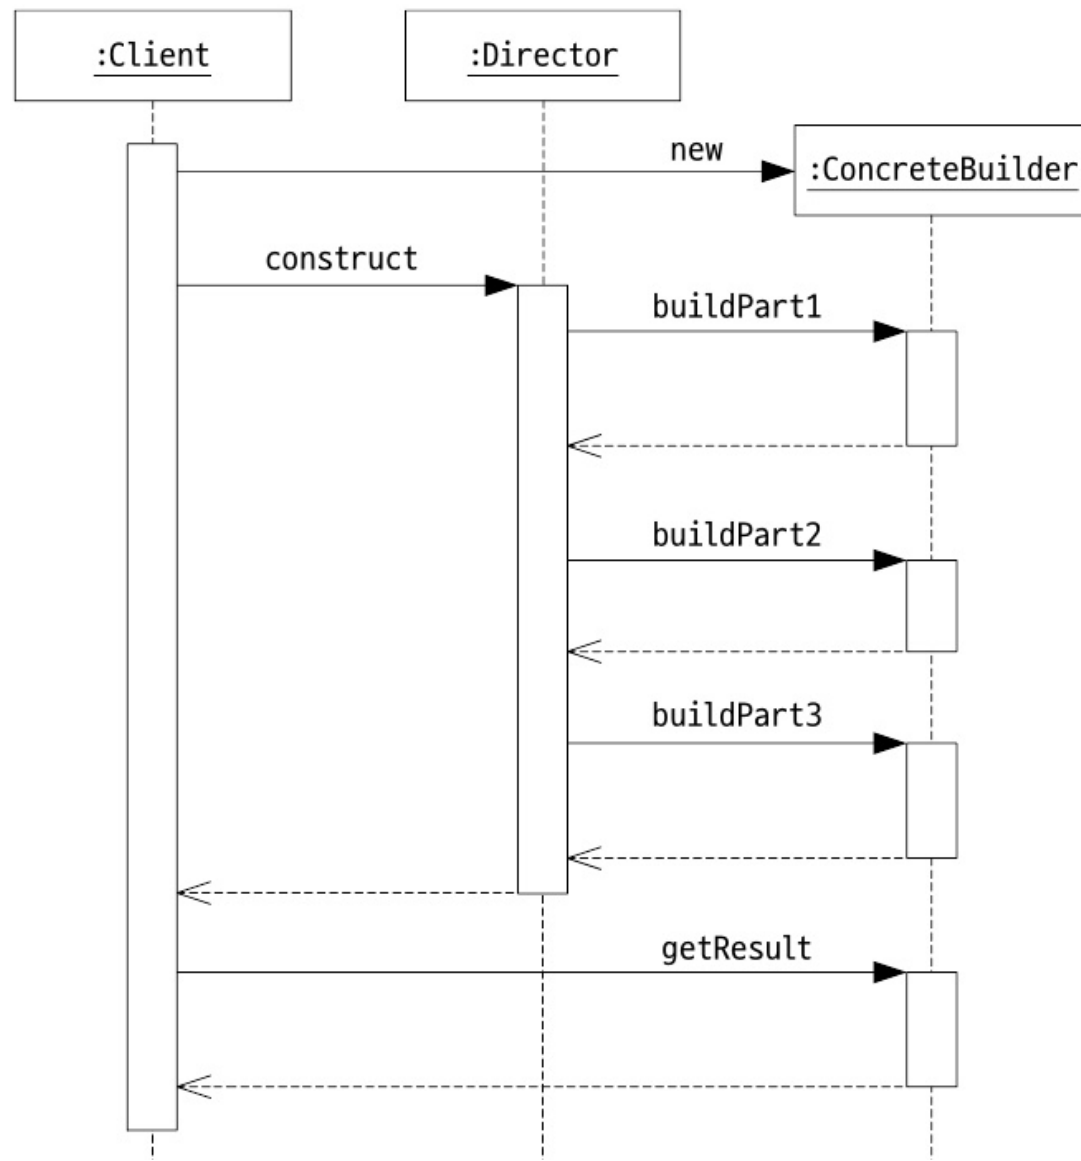 :Client
:Director
new
:ConcreteBuilder
construct
buildPart1
buildPart2
buildPart3
getResult